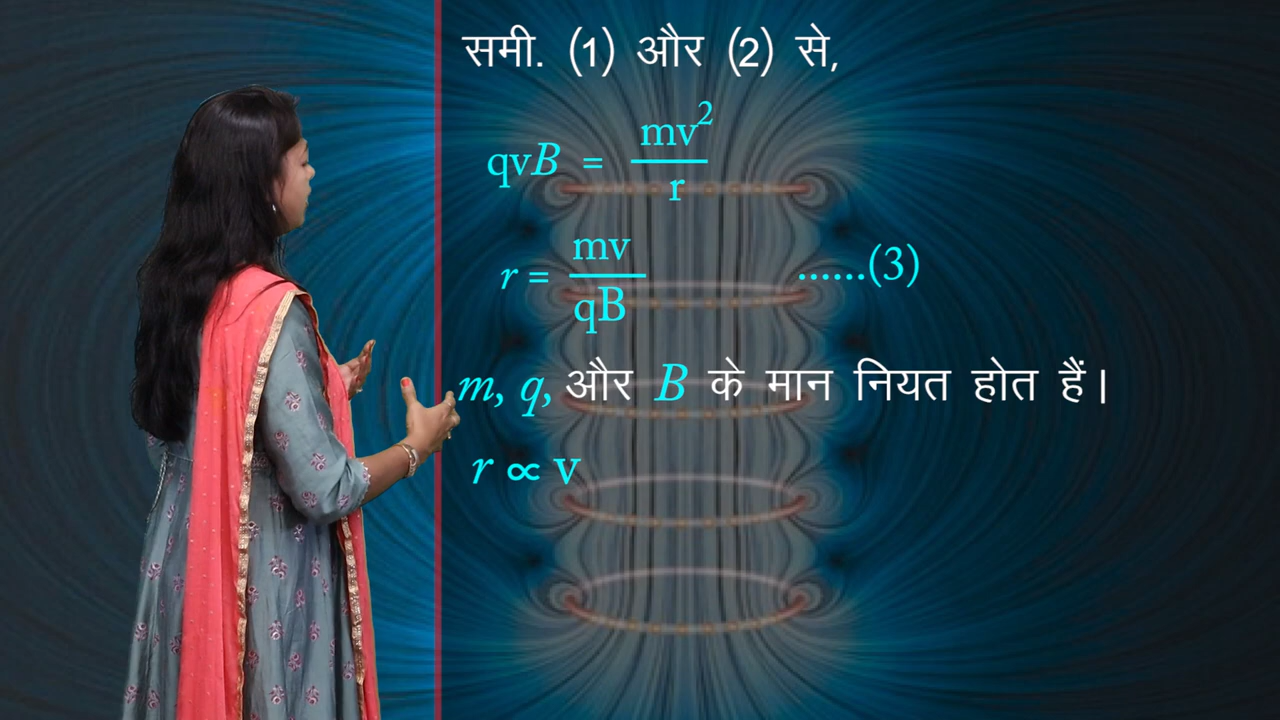 समी. (1) और (2) से,
qvB = mv²/r
r = mv/qB ......(3)
m, q, और B के मान नियत होत हैं।
r ∝ v